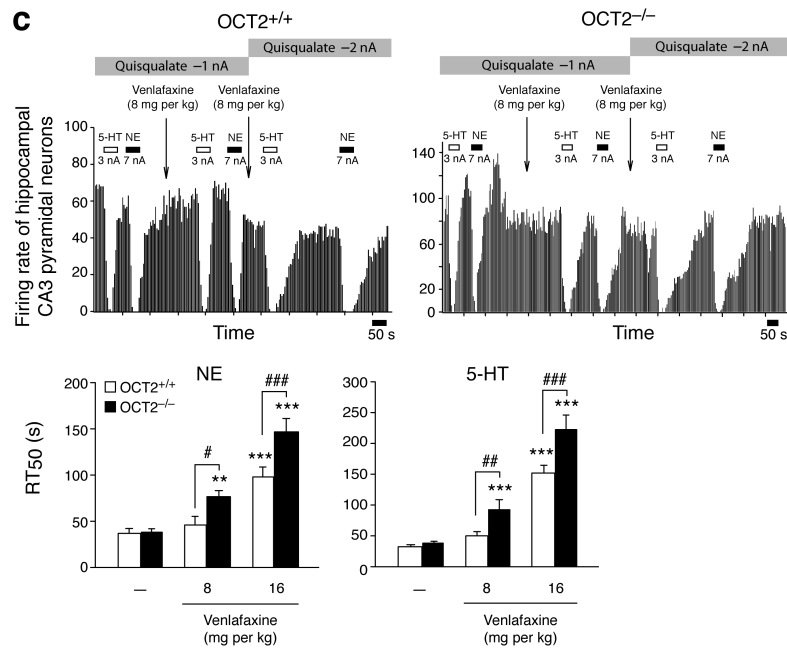 c
OCT2+/+
OCT2–/–
Quisqualate –2 nA
Quisqualate –1 nA
Quisqualate –2 nA
Quisqualate –1 nA
Venlafaxine
(8 mg per kg)
Venlafaxine
(8 mg per kg)
Venlafaxine
(8 mg per kg)
Venlafaxine
(8 mg per kg)
5-HT
NE
5-HT
NE
5-HT
NE
3 nA
7 nA
3 nA
7 nA
3 nA
7 nA
5-HT
NE
5-HT
NE
5-HT
NE
3 nA
7 nA
3 nA
7 nA
3 nA
7 nA
Firing rate of hippocampal
CA3 pyramidal neurons
100
80
60
40
20
0
140
100
60
20
0
Time
50 s
Time
50 s
NE
OCT2+/+
OCT2–/–
RT50 (s)
200
150
100
50
0
#
**
***
###
***
–
8
16
Venlafaxine
(mg per kg)
5-HT
300
250
200
150
100
50
0
##
***
***
###
***
–
8
16
Venlafaxine
(mg per kg)